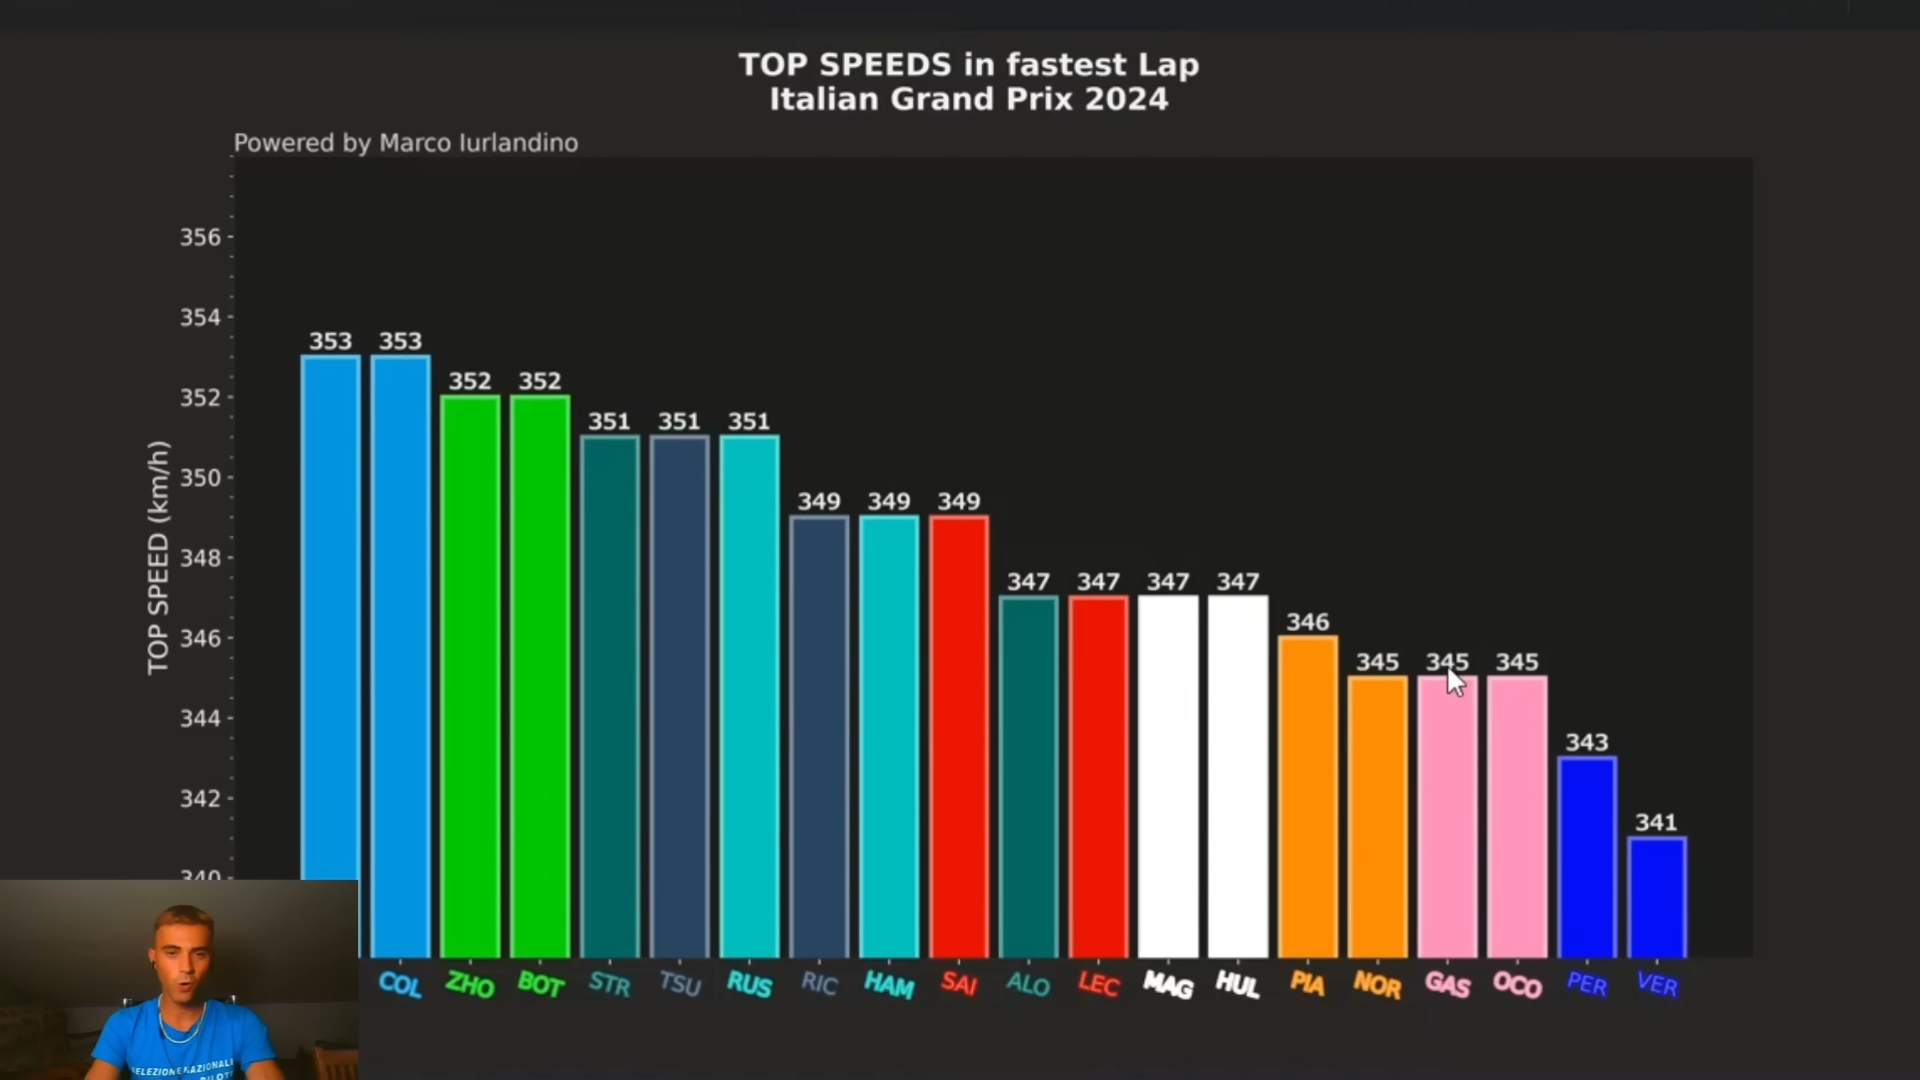 TOP SPEEDS in fastest Lap
Italian Grand Prix 2024
Powered by Marco Iurlandino
TOP SPEED (km/h)
356
354
352
350
348
346
344
342
340
353 353 352 352 351 351 351 349 349 349 347 347 347 347 346 345 345 345 343 341
COL ZHO BOT STR TSU RUS RIC HAM SAI ALO LEC MAG HUL PIA NOR GAS OCO PER VER